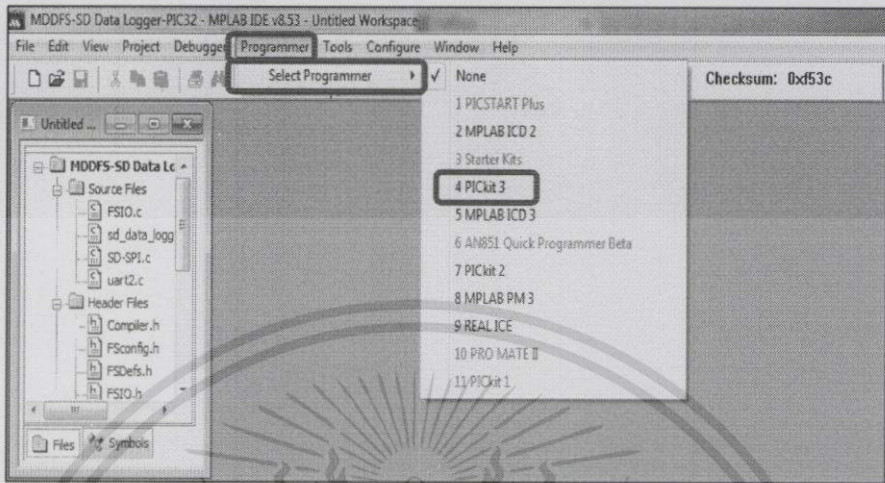 MDDFS-SD Data Logger-PIC32 - MPLAB IDE v8.53 - Untitled Workspace
File Edit View Project Debugger Programmer Tools Configure Window Help
Select Programmer
✓ None
1 PICSTART Plus
2 MPLAB ICD 2
3 Starter Kits
4 PICkit 3
5 MPLAB ICD 3
6 AN851 Quick Programmer Beta
7 PICkit 2
8 MPLAB PM 3
9 REAL ICE
10 PRO MATE II
11 PICkit 1
Checksum: 0xf53c
Untitled ...
MDDFS-SD Data Lc
Source Files
FSIO.c
sd_data_logg
SD-SPI.c
uart2.c
Header Files
Compiler.h
FSconfig.h
FSDefs.h
FSIO.h
Files Symbols